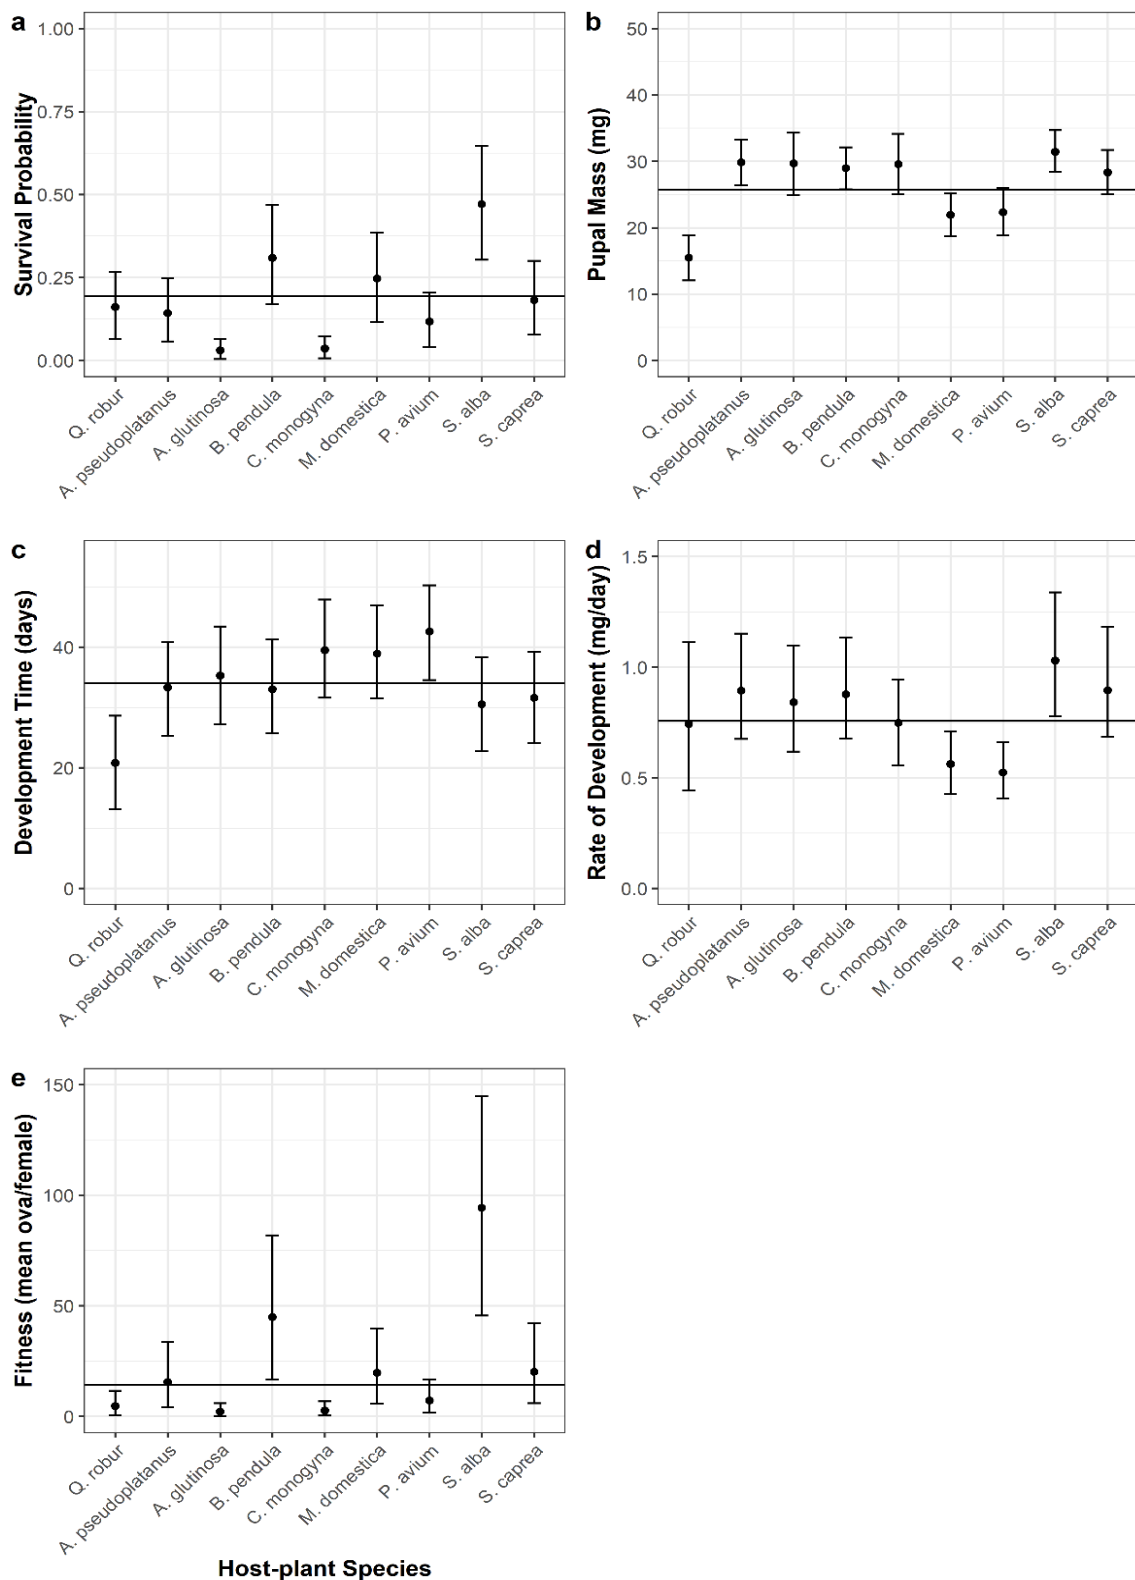 a
Survival Probability
1.00
0.75
0.50
0.25
0.00
Q. robur
A. pseudoplatanus
A. glutinosa
B. pendula
C. monogyna
M. domestica
P. avium
S. alba
S. caprea
b
Pupal Mass (mg)
50
40
30
20
10
0
Q. robur
A. pseudoplatanus
A. glutinosa
B. pendula
C. monogyna
M. domestica
P. avium
S. alba
S. caprea
c
Development Time (days)
40
20
0
Q. robur
A. pseudoplatanus
A. glutinosa
B. pendula
C. monogyna
M. domestica
P. avium
S. alba
S. caprea
d
Rate of Development (mg/day)
1.5
1.0
0.5
0.0
Q. robur
A. pseudoplatanus
A. glutinosa
B. pendula
C. monogyna
M. domestica
P. avium
S. alba
S. caprea
e
Fitness (mean ova/female)
150
100
50
0
Q. robur
A. pseudoplatanus
A. glutinosa
B. pendula
C. monogyna
M. domestica
P. avium
S. alba
S. caprea
Host-plant Species